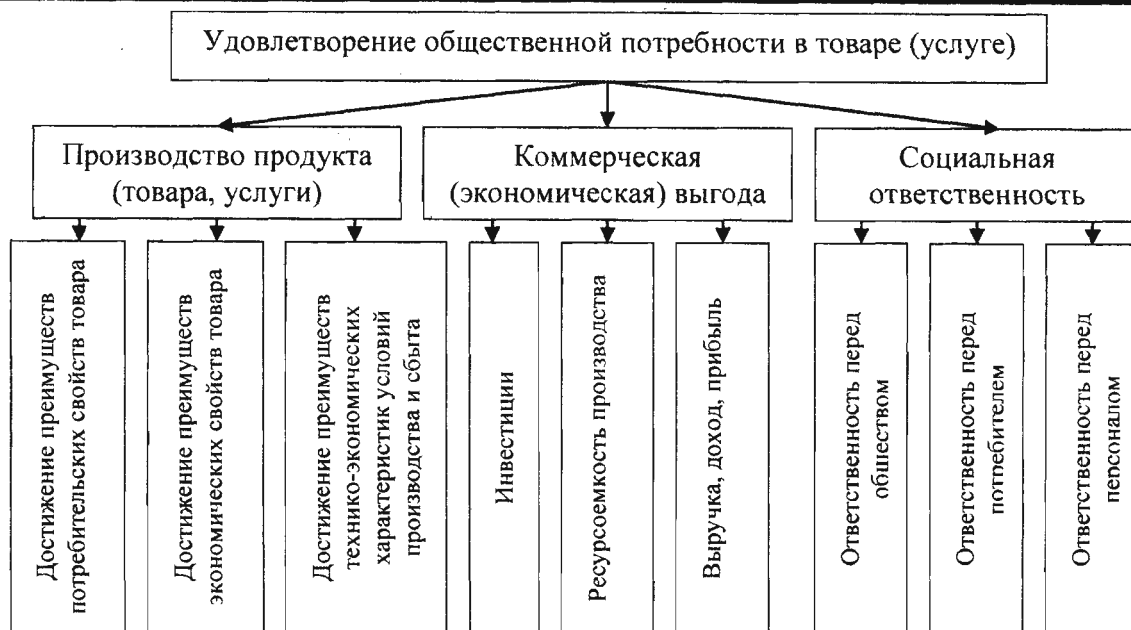 Удовлетворение общественной потребности в товаре (услуге)
Производство продукта
(товара, услуги)
Коммерческая
(экономическая) выгода
Социальная
ответственность
Достижение преимуществ
потребительских свойств товара
Достижение преимуществ
экономических свойств товара
Достижение преимуществ
технико-экономических
характеристик условий
производства и сбыта
Инвестиции
Ресурсоемкость производства
Выручка, доход, прибыль
Ответственность перед
обшеством
Ответственность перед
потребителем
Ответственность перед
персоналом